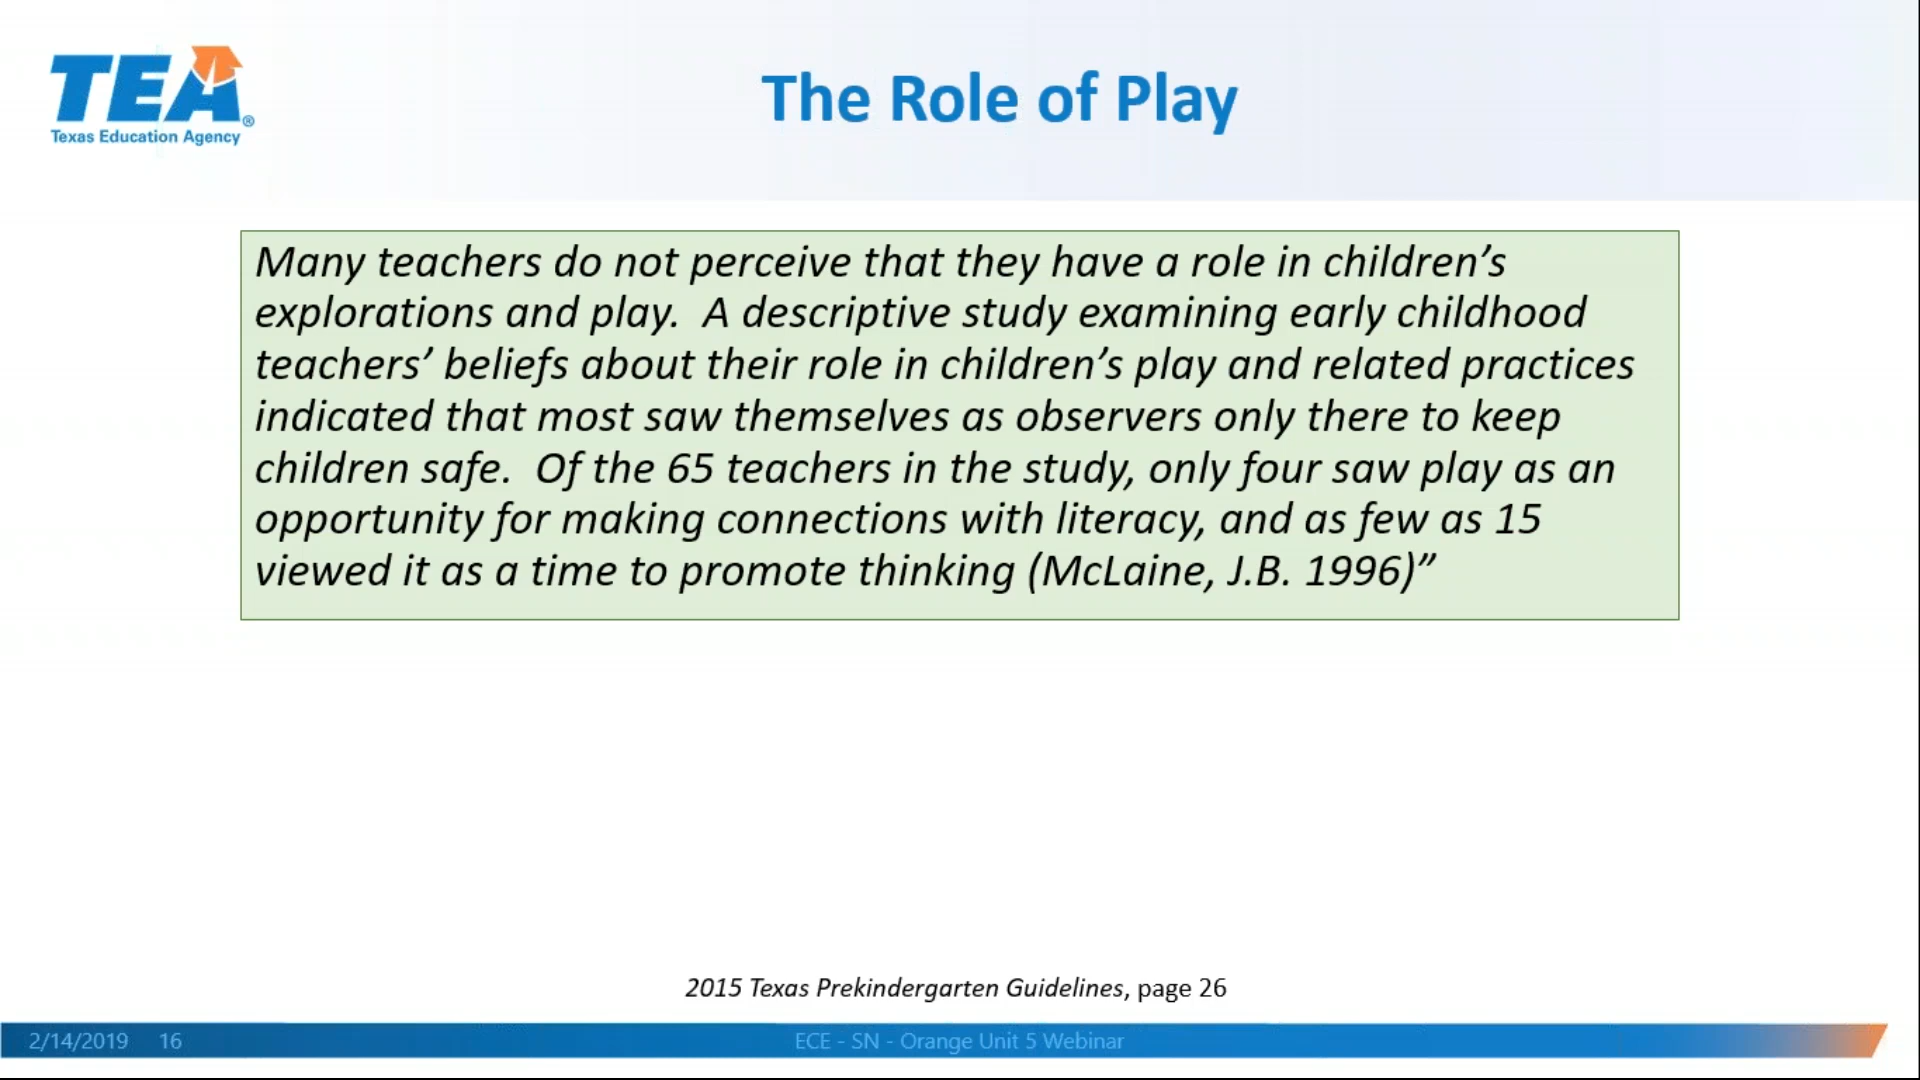 TEA®
Texas Education Agency
The Role of Play
Many teachers do not perceive that they have a role in children’s
explorations and play.  A descriptive study examining early childhood
teachers’ beliefs about their role in children’s play and related practices
indicated that most saw themselves as observers only there to keep
children safe.  Of the 65 teachers in the study, only four saw play as an
opportunity for making connections with literacy, and as few as 15
viewed it as a time to promote thinking (McLaine, J.B. 1996)”
2015 Texas Prekindergarten Guidelines, page 26
2/14/2019 16 ECE - SN - Orange Unit 5 Webinar